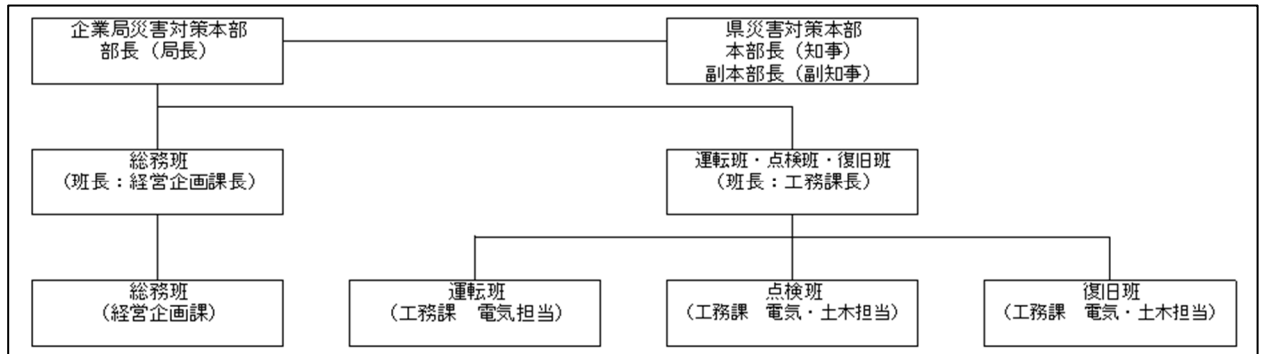 企業局災害対策本部
部長（局長）
県災害対策本部
本部長（知事）
副本部長（副知事）
総務班
（班長：経営企画課長）
運転班・点検班・復旧班
（班長：工務課長）
総務班
（経営企画課）
運転班
（工務課　電気担当）
点検班
（工務課　電気・土木担当）
復旧班
（工務課　電気・土木担当）